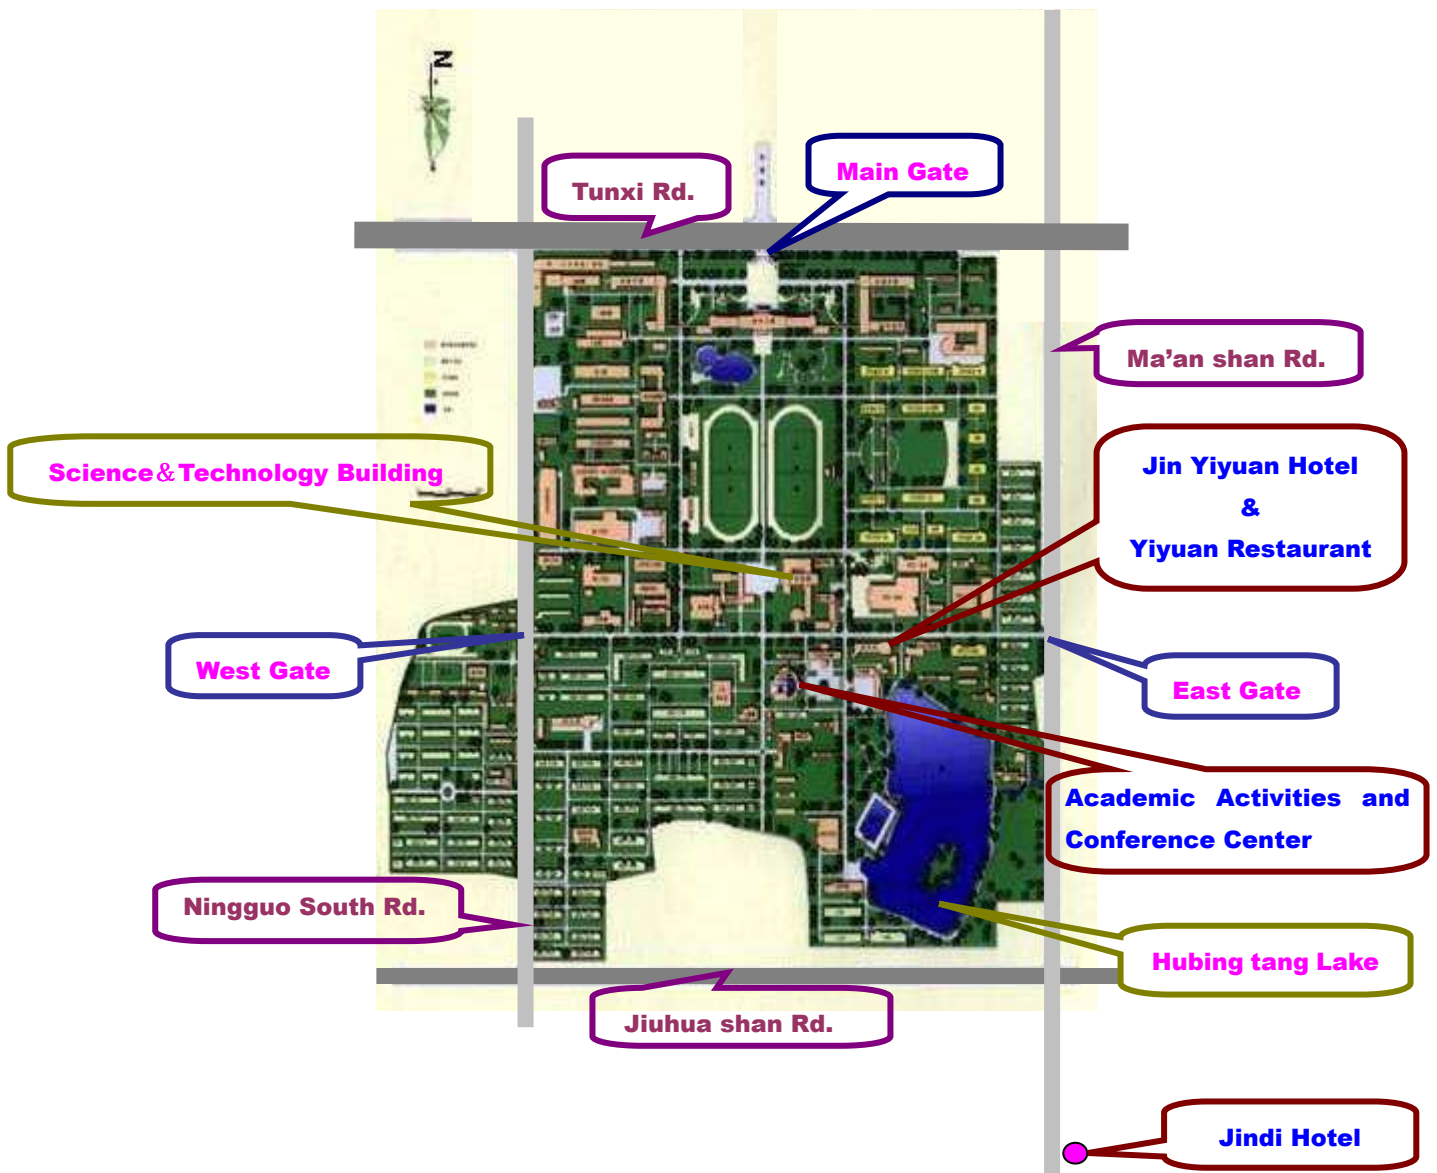 N
Main Gate
Tunxi Rd.
Ma’an shan Rd.
Jin Yiyuan Hotel
&
Yiyuan Restaurant
Science&Technology Building
West Gate
East Gate
Academic Activities and
Conference Center
Ningguo South Rd.
Hubing tang Lake
Jiuhua shan Rd.
Jindi Hotel